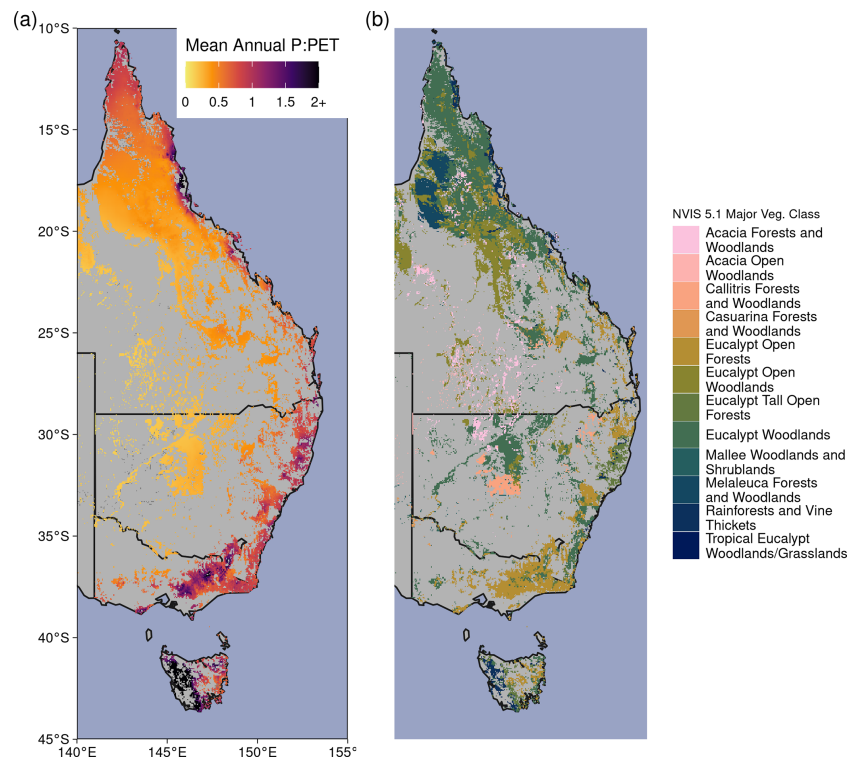 (a)
(b)
Mean Annual P:PET
0 0.5 1 1.5 2+
10°S
15°S
20°S
25°S
30°S
35°S
40°S
45°S
140°E 145°E 150°E 155°
NVIS 5.1 Major Veg. Class
Acacia Forests and
Woodlands
Acacia Open
Woodlands
Callitris Forests
and Woodlands
Casuarina Forests
and Woodlands
Eucalypt Open
Forests
Eucalypt Open
Woodlands
Eucalypt Tall Open
Forests
Eucalypt Woodlands
Mallee Woodlands and
Shrublands
Melaleuca Forests
and Woodlands
Rainforests and Vine
Thickets
Tropical Eucalypt
Woodlands/Grasslands